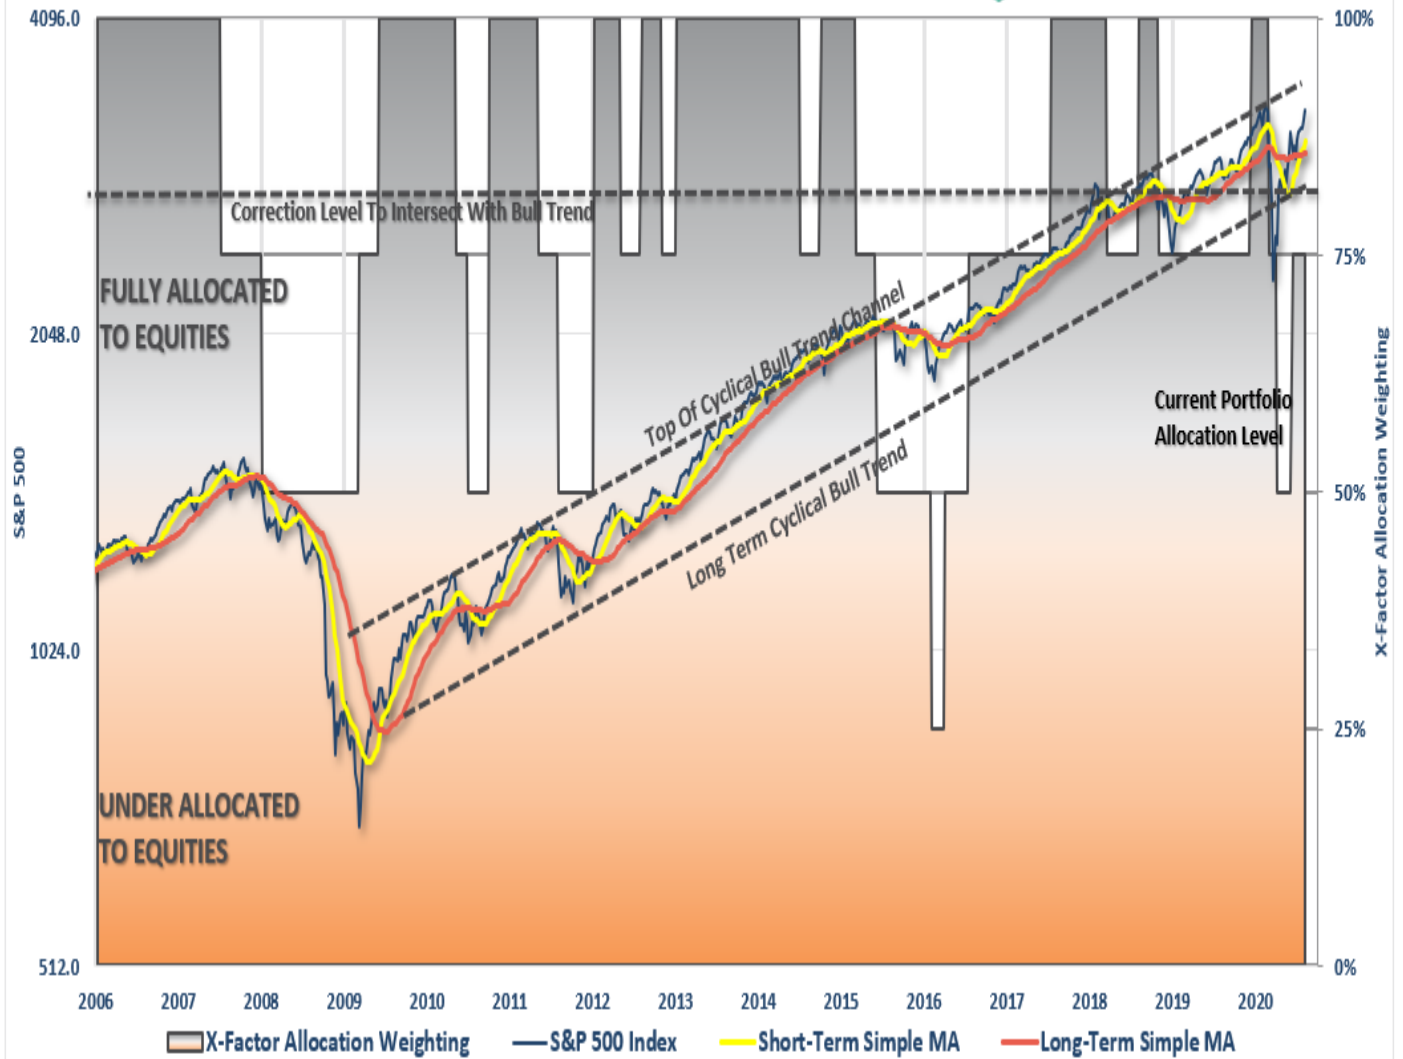 4096.0
100%
Correction Level To Intersect With Bull Trend
75%
FULLY ALLOCATED
TO EQUITIES
2048.0
Top Of Cyclical Bull Trend Channel
Current Portfolio
Allocation Level
Long Term Cyclical Bull Trend
S&P 500
X-Factor Allocation Weighting
50%
1024.0
25%
UNDER ALLOCATED
TO EQUITIES
512.0
0%
2006 2007 2008 2009 2010 2011 2012 2013 2014 2015 2016 2017 2018 2019 2020
X-Factor Allocation Weighting S&P 500 Index Short-Term Simple MA Long-Term Simple MA